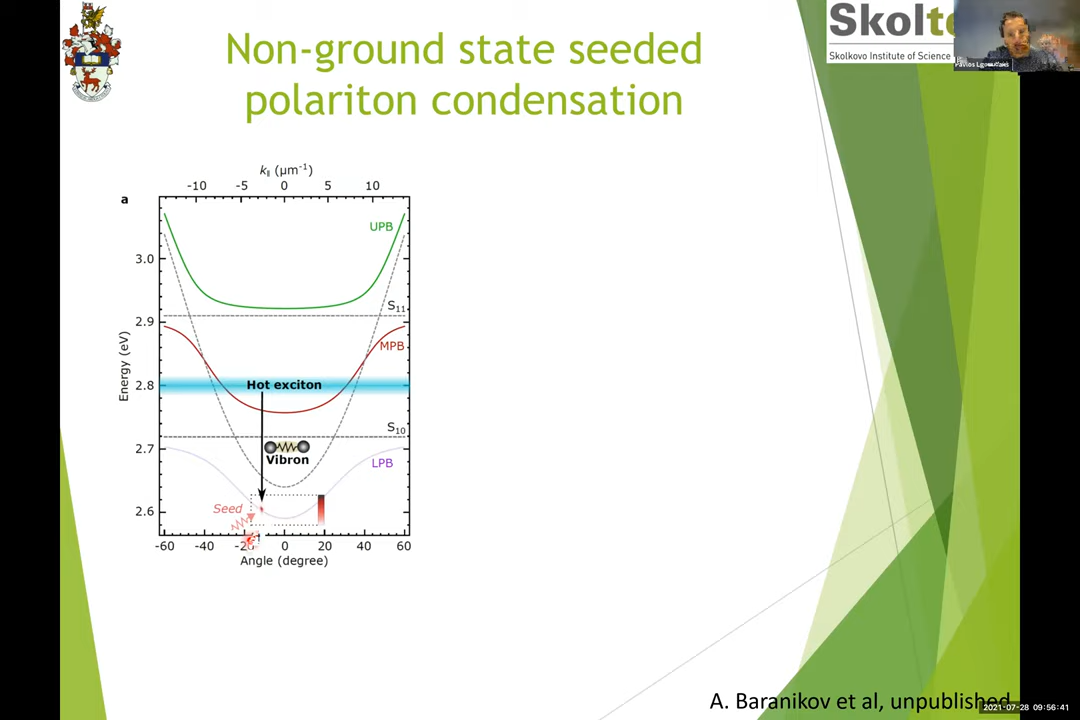 Skolt
Skolkovo Institute of Science
Non-ground state seeded
polariton condensation
k∥ (μm⁻¹)
-10 -5 0 5 10
a
UPB
3.0
S₁₁
2.9
MPB
Energy (eV)
2.8
Hot exciton
S₁₀
2.7
Vibron
LPB
Seed
2.6
-60 -40 0 20 40 60
Angle (degree)
A. Baranikov et al, unpublished
2021-07-28 09:56:41